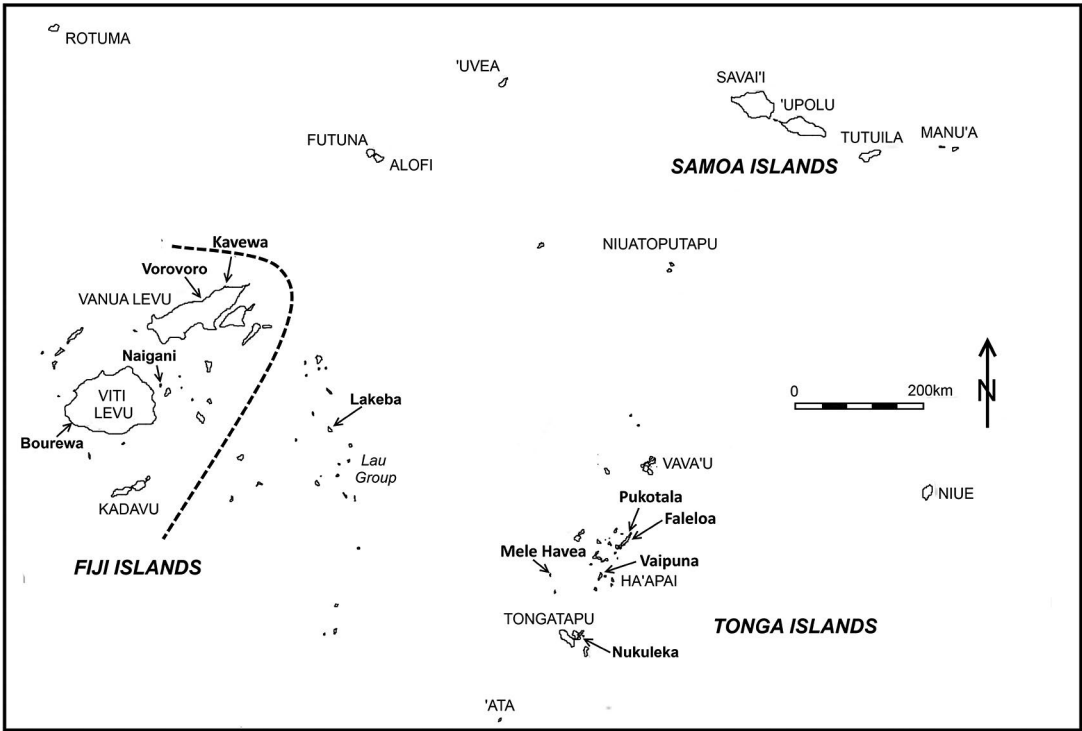 ROTUMA
'UVEA
SAVAI'I
'UPOLU
TUTUILA
MANU'A
FUTUNA
ALOFI
SAMOA ISLANDS
Kavewa
NIUATOPUTAPU
Vorovoro
VANUA LEVU
Naigani
VITI
LEVU
0
200km
N
Lakeba
Bourewa
Lau
Group
VAVA'U
KADAVU
NIUE
Pukotala
Faleloa
Mele Havea
Vaipuna
FIJI ISLANDS
HA'APAI
TONGATAPU
TONGA ISLANDS
Nukuleka
'ATA